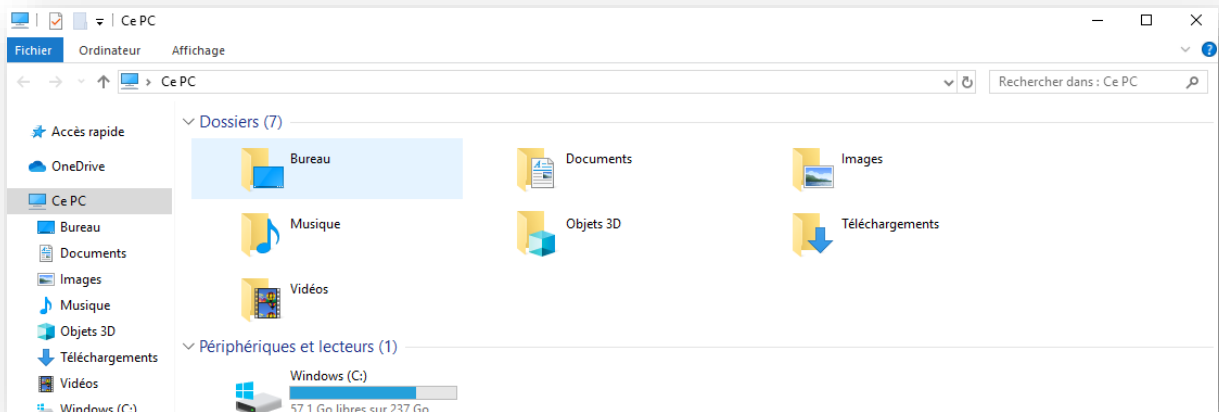 Ce PC
Fichier Ordinateur Affichage
Ce PC
Rechercher dans : Ce PC
Accès rapide
OneDrive
Ce PC
Bureau
Documents
Images
Musique
Objets 3D
Téléchargements
Vidéos
Windows (C:)
Dossiers (7)
Bureau
Documents
Images
Musique
Objets 3D
Téléchargements
Vidéos
Périphériques et lecteurs (1)
Windows (C:)
57,1 Go libres sur 237 Go